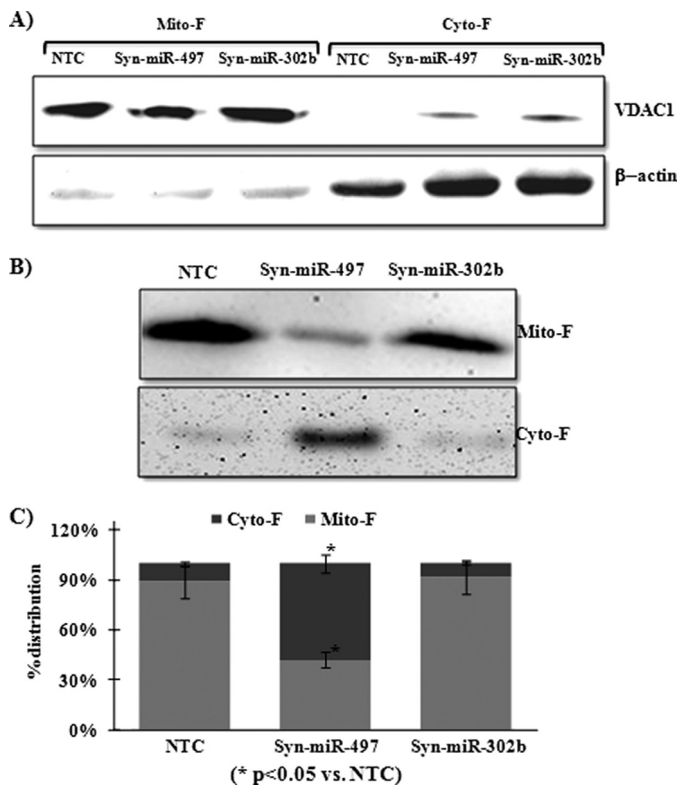 A)
Mito-F Cyto-F
NTC Syn-miR-497 Syn-miR-302b NTC Syn-miR-497 Syn-miR-302b
VDAC1
β-actin
B)
NTC Syn-miR-497 Syn-miR-302b
Mito-F
Cyto-F
C)
Cyto-F Mito-F
120%
90%
60%
30%
0%
%distribution
*
*
NTC Syn-miR-497 Syn-miR-302b
(* p<0.05 vs. NTC)